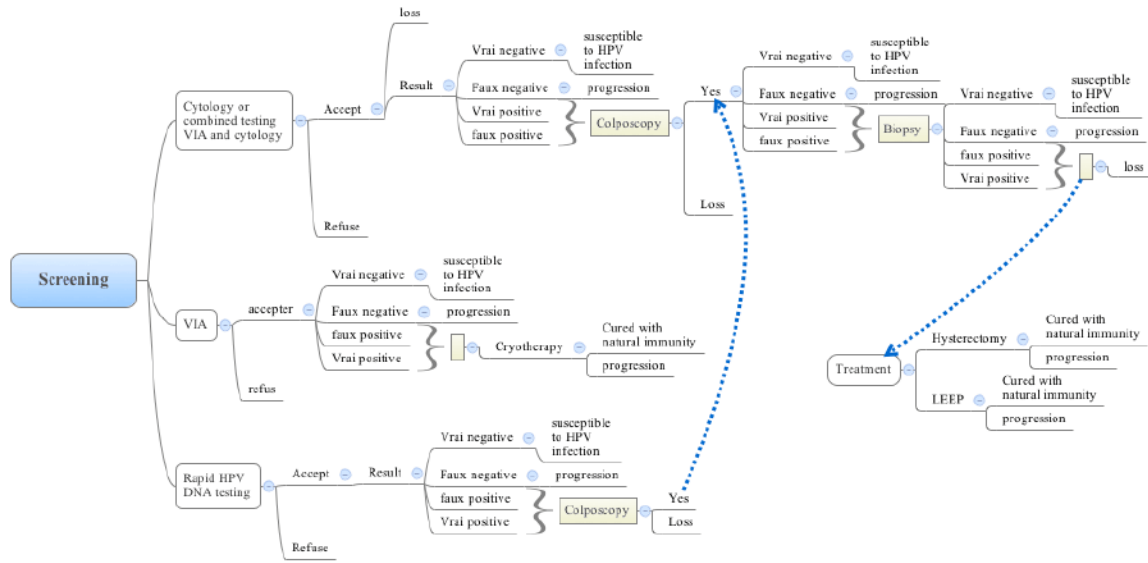 Screening
Cytology or
combined testing
VIA and cytology
Accept
loss
Result
Vrai negative
susceptible
to HPV
infection
Faux negative
progression
Vrai positive
faux positive
Colposcopy
Yes
Vrai negative
susceptible
to HPV
infection
Faux negative
progression
Vrai positive
faux positive
Biopsy
Vrai negative
susceptible
to HPV
infection
Faux negative
progression
faux positive
Vrai positive
loss
Loss
Refuse
VIA
accepter
Vrai negative
susceptible
to HPV
infection
Faux negative
progression
faux positive
Vrai positive
Cryotherapy
Cured with
natural immunity
progression
refus
Treatment
Hysterectomy
Cured with
natural immunity
progression
LEEP
Cured with
natural immunity
progression
Rapid HPV
DNA testing
Accept
Result
Vrai negative
susceptible
to HPV
infection
Faux negative
progression
faux positive
Vrai positive
Colposcopy
Yes
Loss
Refuse